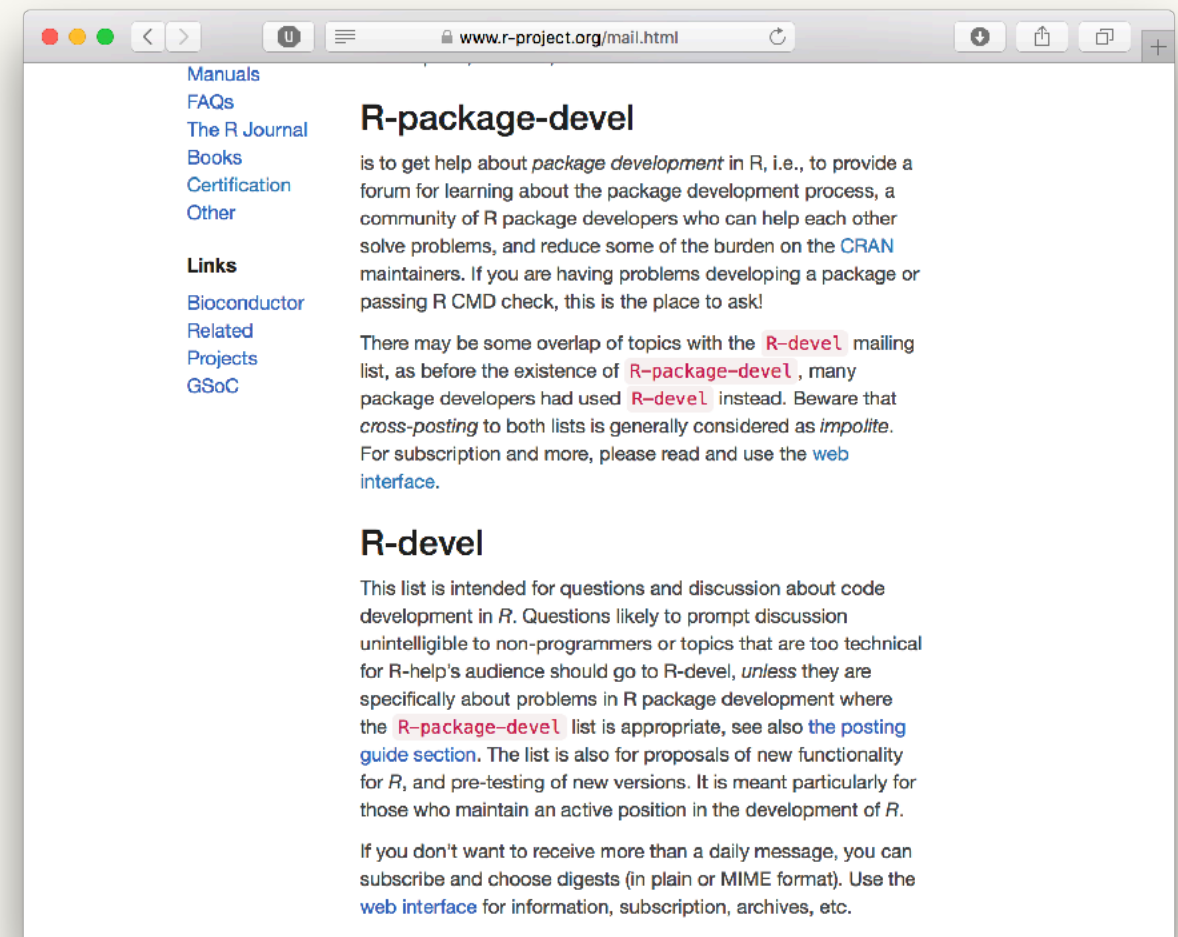 www.r-project.org/mail.html
Manuals
FAQs
The R Journal
Books
Certification
Other
Links
Bioconductor
Related
Projects
GSoC
R-package-devel
is to get help about package development in R, i.e., to provide a
forum for learning about the package development process, a
community of R package developers who can help each other
solve problems, and reduce some of the burden on the CRAN
maintainers. If you are having problems developing a package or
passing R CMD check, this is the place to ask!
There may be some overlap of topics with the R-devel mailing
list, as before the existence of R-package-devel, many
package developers had used R-devel instead. Beware that
cross-posting to both lists is generally considered as impolite.
For subscription and more, please read and use the web
interface.
R-devel
This list is intended for questions and discussion about code
development in R. Questions likely to prompt discussion
unintelligible to non-programmers or topics that are too technical
for R-help's audience should go to R-devel, unless they are
specifically about problems in R package development where
the R-package-devel list is appropriate, see also the posting
guide section. The list is also for proposals of new functionality
for R, and pre-testing of new versions. It is meant particularly for
those who maintain an active position in the development of R.
If you don't want to receive more than a daily message, you can
subscribe and choose digests (in plain or MIME format). Use the
web interface for information, subscription, archives, etc.